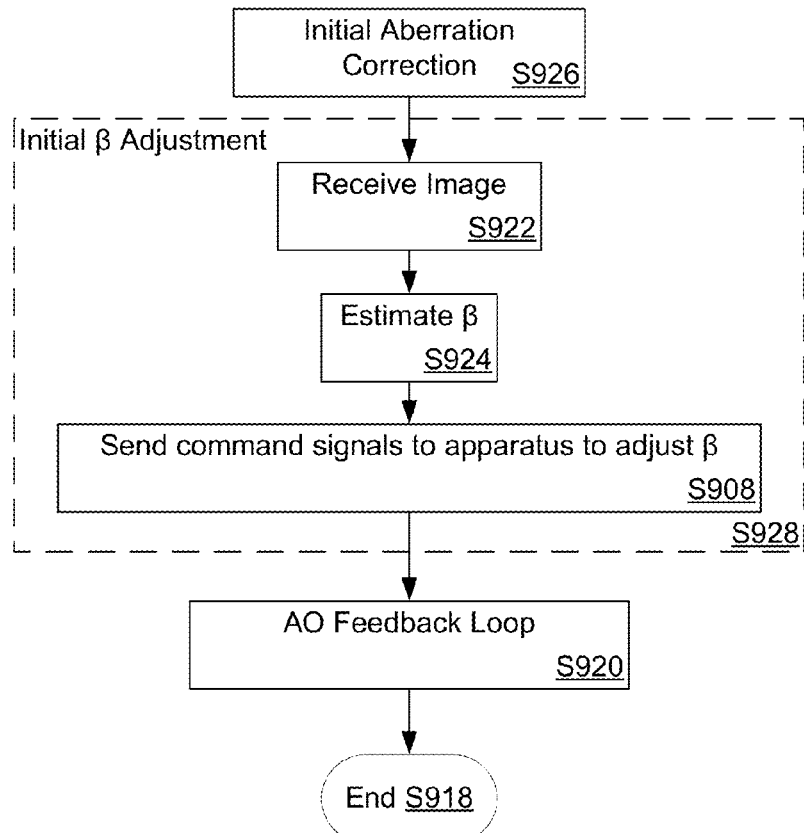 Initial Aberration
Correction
S926
Initial β Adjustment
Receive Image
S922
Estimate β
S924
Send command signals to apparatus to adjust β
S908
S928
AO Feedback Loop
S920
End S918